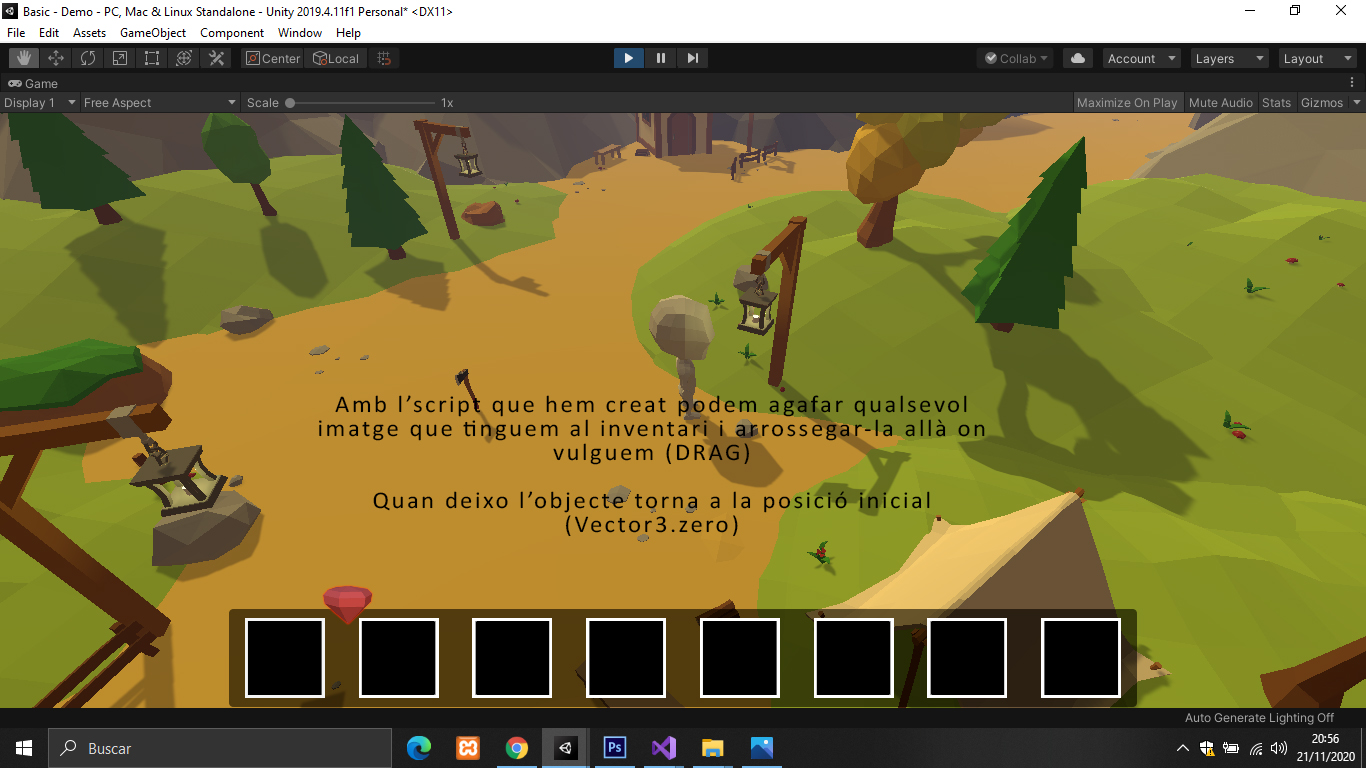 Basic - Demo - PC, Mac & Linux Standalone - Unity 2019.4.11f1 Personal* <DX11>
File Edit Assets GameObject Component Window Help
Center Local Collab Account Layers Layout
Game
Display 1 Free Aspect Scale 1x Maximize On Play Mute Audio Stats Gizmos
Amb l'script que hem creat podem agafar qualsevol
imatge que tinguem al inventari i arrossegar-la allà on
vulguem (DRAG)
Quan deixo l'objecte torna a la posició inicial
(Vector3.zero)
Auto Generate Lighting Off
Buscar
Ps
20:56
21/11/2020